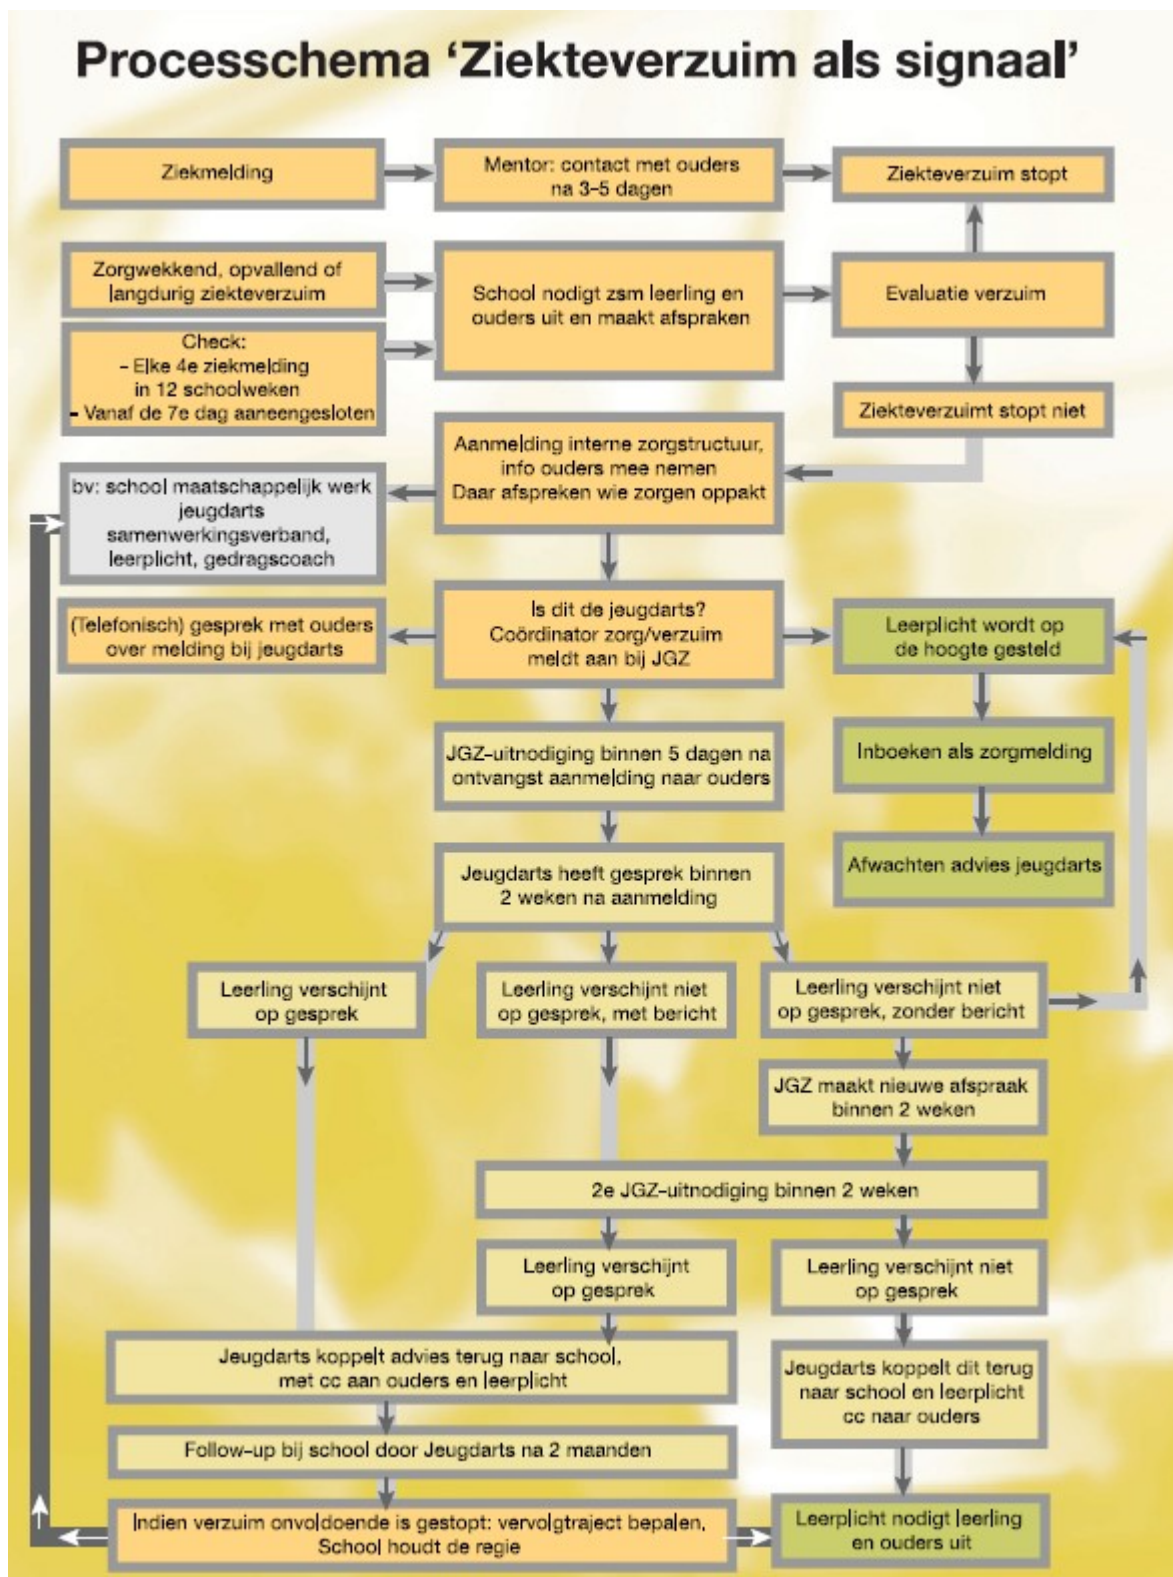 Processchema ‘Ziekteverzuim als signaal’
Ziekmelding
Mentor: contact met ouders
na 3-5 dagen
Ziekteverzuim stopt
Zorgwekkend, opvallend of
langdurig ziekteverzuim
School nodigt zsm leerling en
ouders uit en maakt afspraken
Evaluatie verzuim
Check:
– Elke 4e ziekmelding
in 12 schoolweken
– Vanaf de 7e dag aaneengesloten
Ziekteverzuimt stopt niet
Aanmelding interne zorgstructuur,
info ouders mee nemen
Daar afspreken wie zorgen oppakt
bv: school maatschappelijk werk
jeugdarts
samenwerkingsverband,
leerplicht, gedragscoach
(Telefonisch) gesprek met ouders
over melding bij jeugdarts
Is dit de jeugdarts?
Coördinator zorg/verzuim
meldt aan bij JGZ
Leerplicht wordt op
de hoogte gesteld
JGZ-uitnodiging binnen 5 dagen na
ontvangst aanmelding naar ouders
Inboeken als zorgmelding
Jeugdarts heeft gesprek binnen
2 weken na aanmelding
Afwachten advies jeugdarts
Leerling verschijnt
op gesprek
Leerling verschijnt niet
op gesprek, met bericht
Leerling verschijnt niet
op gesprek, zonder bericht
JGZ maakt nieuwe afspraak
binnen 2 weken
2e JGZ-uitnodiging binnen 2 weken
Leerling verschijnt
op gesprek
Leerling verschijnt niet
op gesprek
Jeugdarts koppelt advies terug naar school,
met cc aan ouders en leerplicht
Jeugdarts koppelt dit terug
naar school en leerplicht
cc naar ouders
Follow-up bij school door Jeugdarts na 2 maanden
Indien verzuim onvoldoende is gestopt: vervolgtraject bepalen,
School houdt de regie
Leerplicht nodigt leerling
en ouders uit